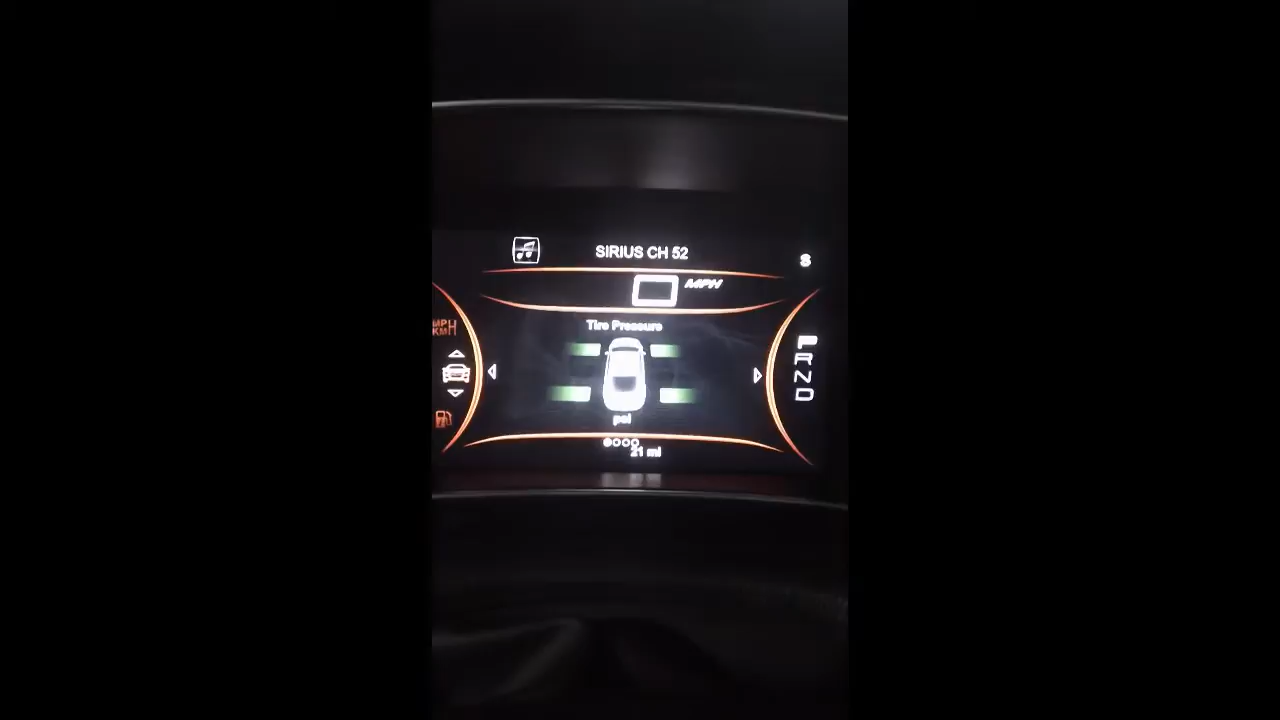 SIRIUS CH 52
S
MPH
MPH
KMH
Tire Pressure
P
R
N
D
psi
21 mi